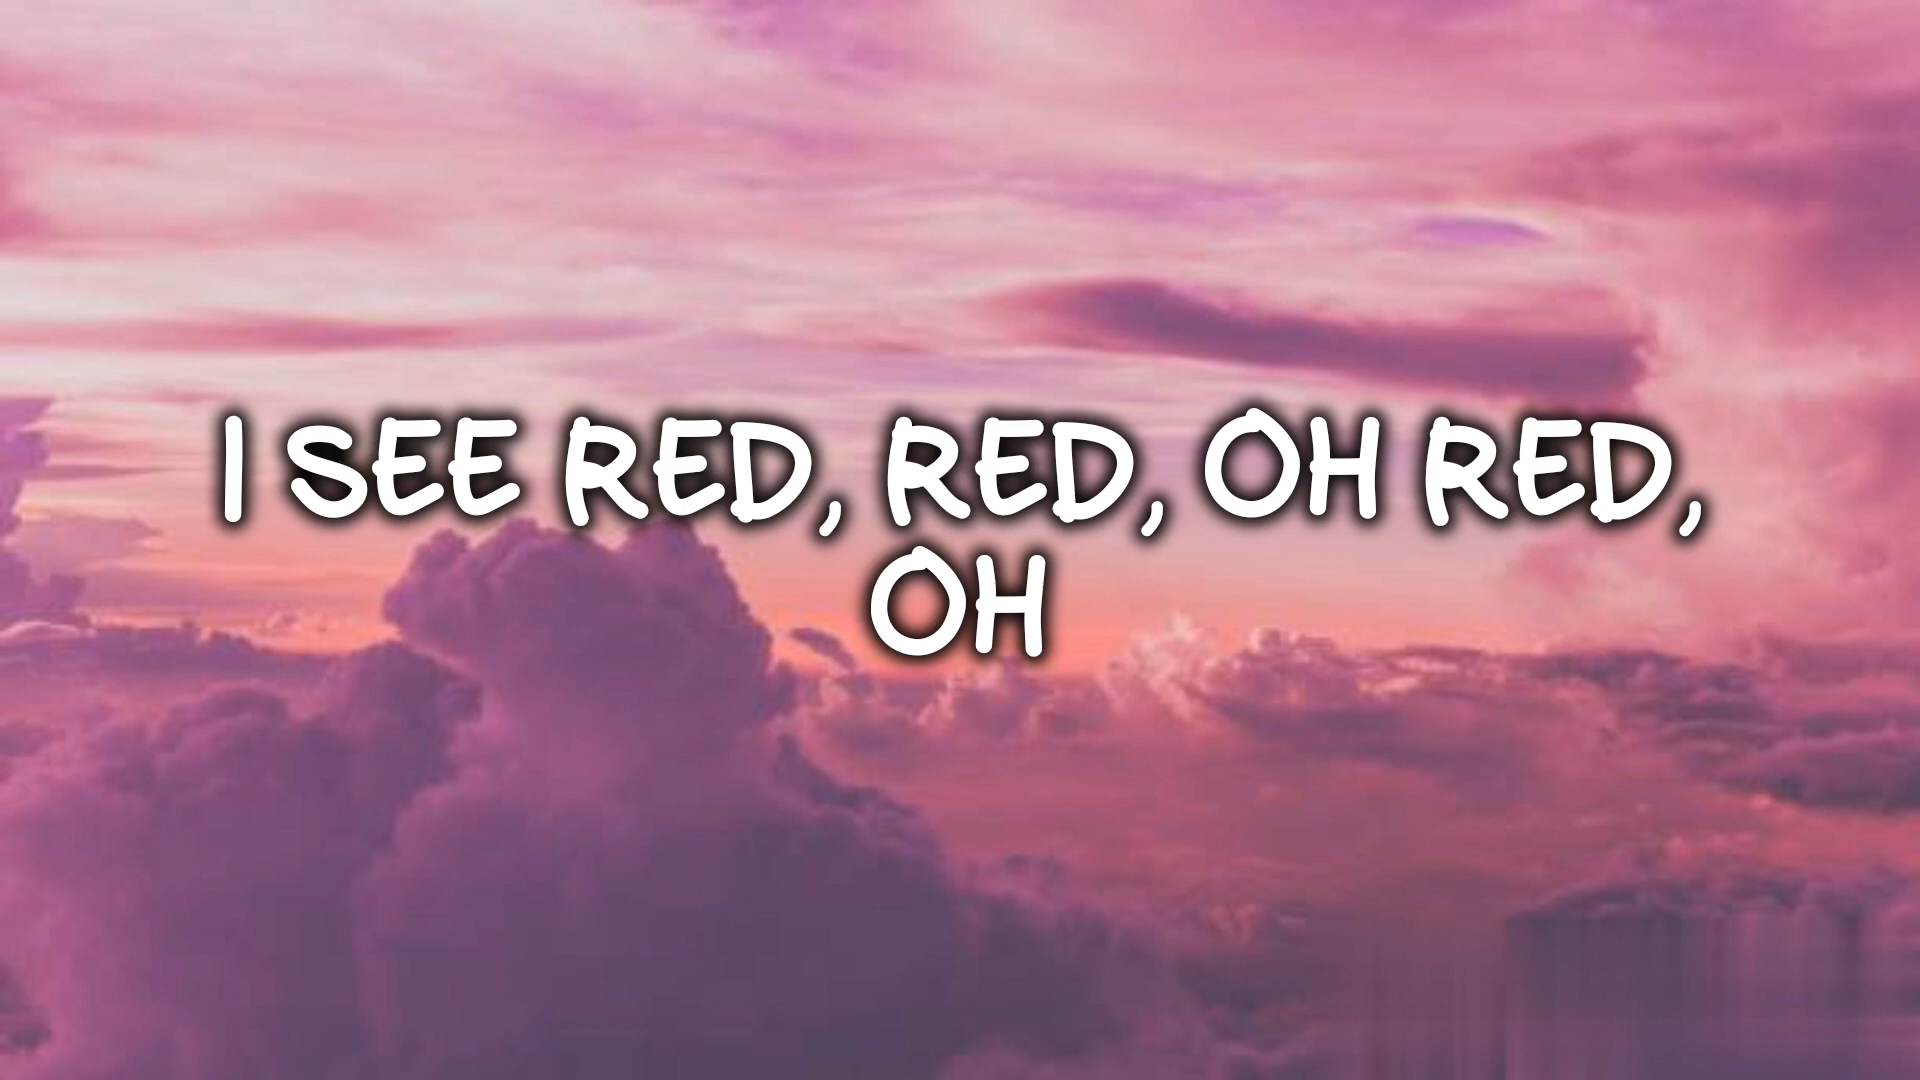 I SEE RED, RED, OH RED,
OH